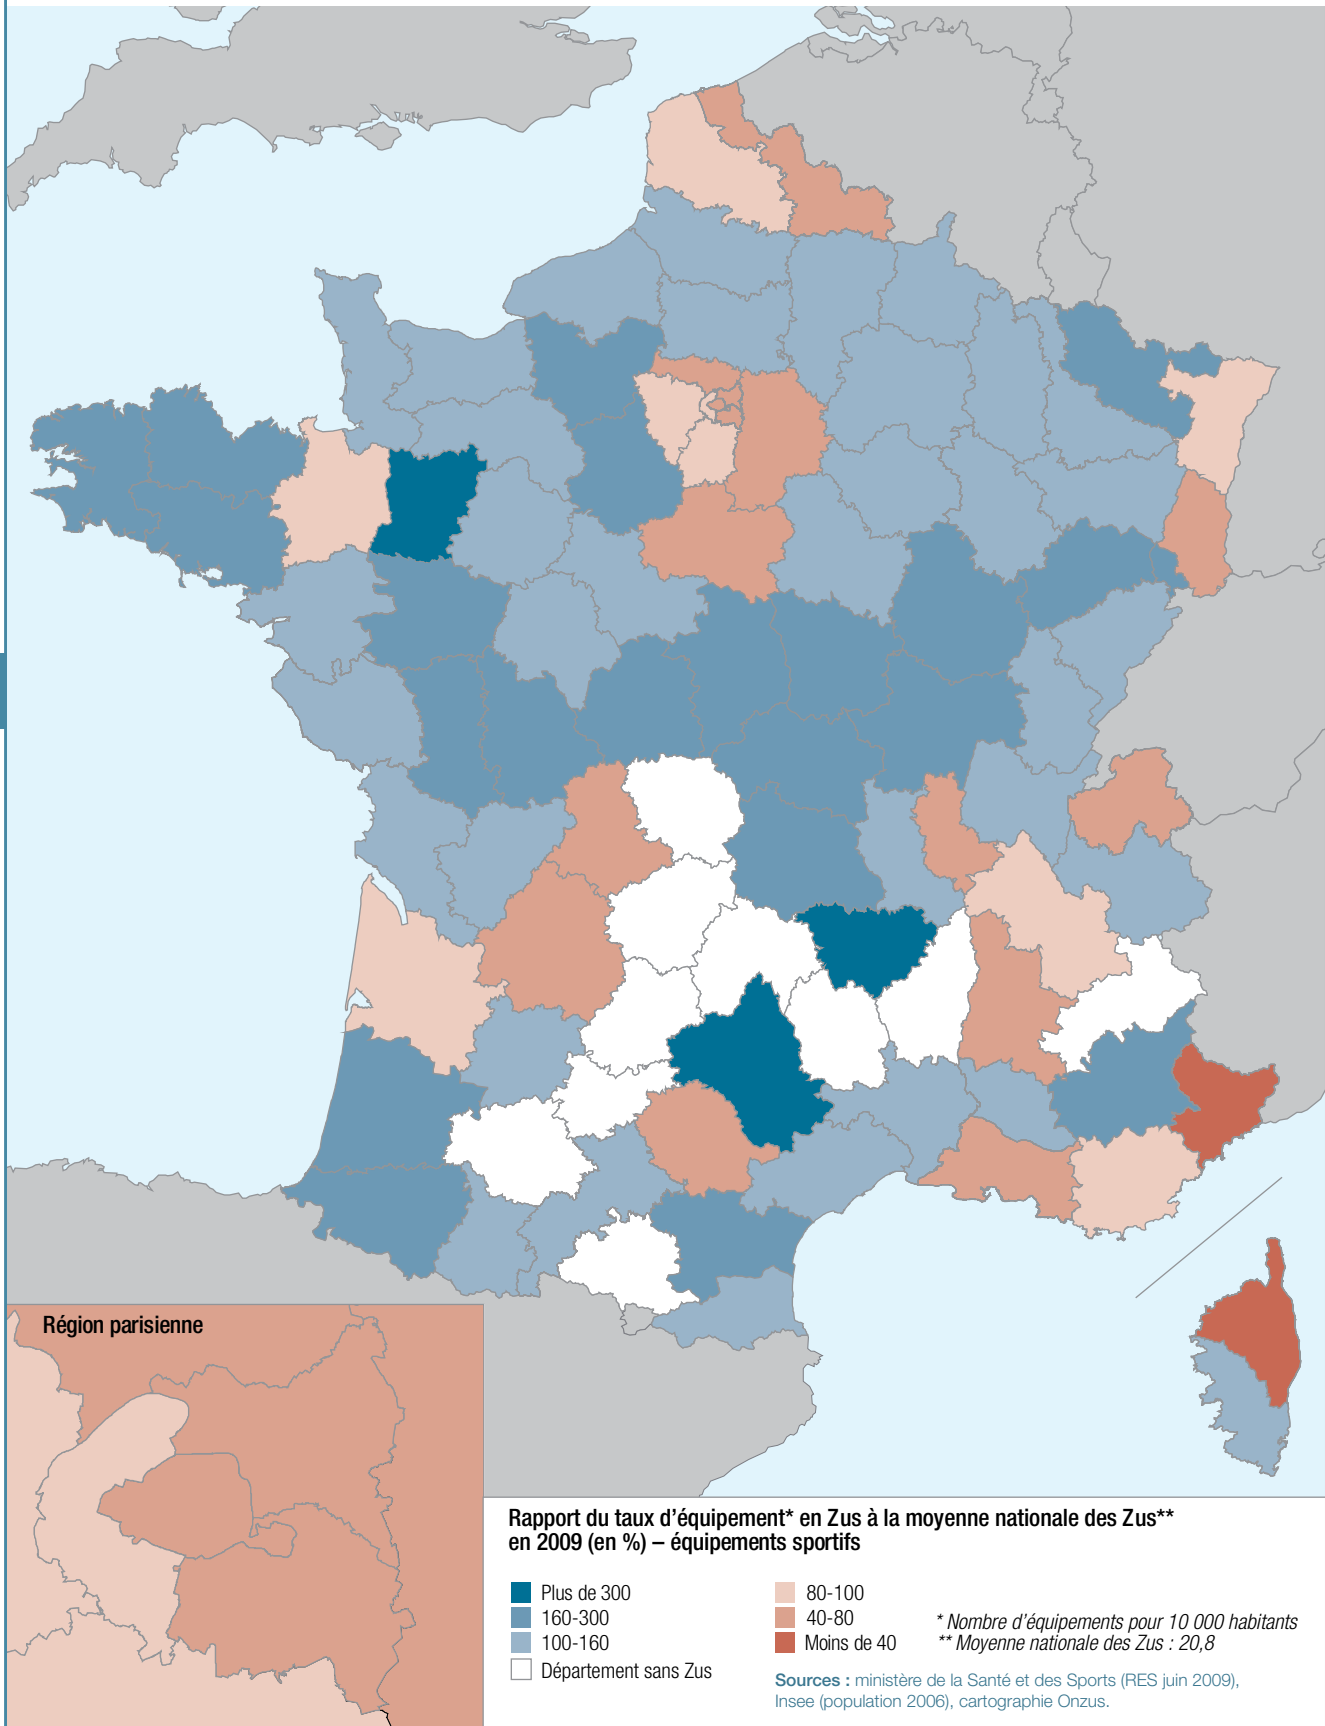 Région parisienne
Rapport du taux d’équipement* en Zus à la moyenne nationale des Zus**
en 2009 (en %) – équipements sportifs
Plus de 300
160-300
100-160
Département sans Zus
80-100
40-80
Moins de 40
* Nombre d’équipements pour 10 000 habitants
** Moyenne nationale des Zus : 20,8
Sources : ministère de la Santé et des Sports (RES juin 2009),
Insee (population 2006), cartographie Onzus.